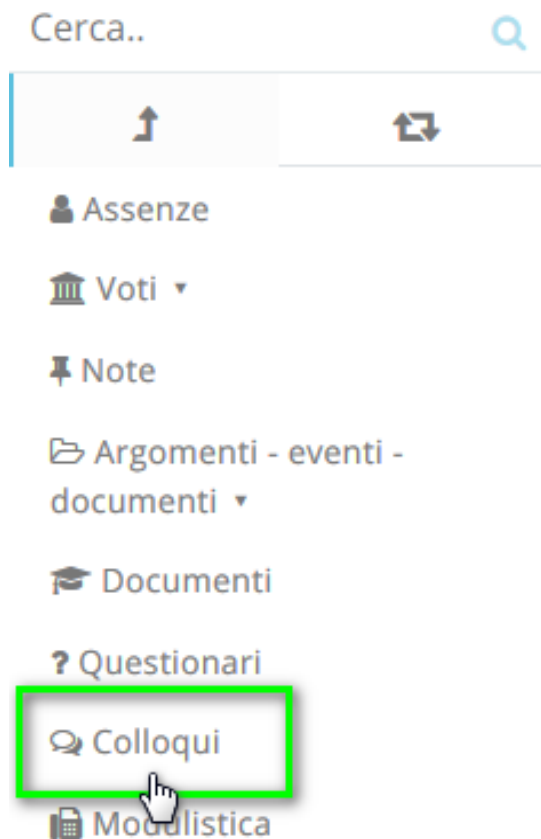 Cerca..
Assenze
Voti
Note
Argomenti - eventi -
documenti
Documenti
? Questionari
Colloqui
Modulistica